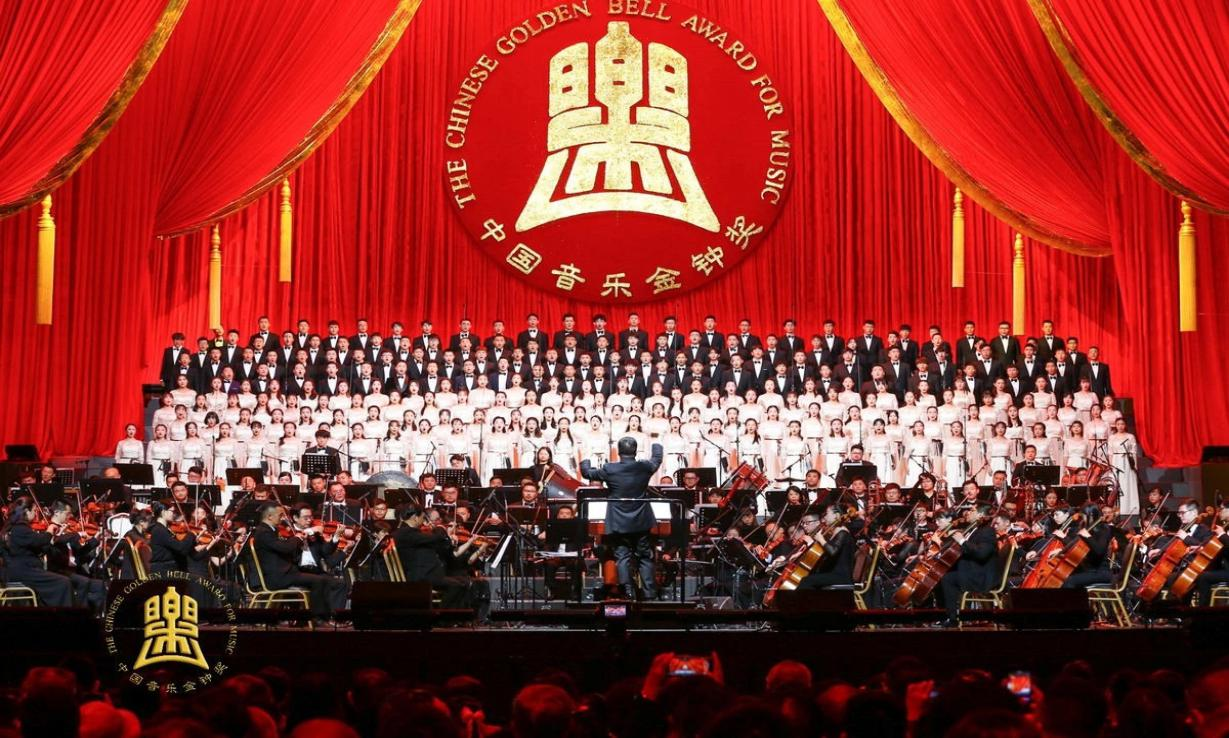 THE CHINESE GOLDEN BELL AWARD FOR MUSIC
中国音乐金钟奖
THE CHINESE GOLDEN BELL AWARD FOR MUSIC
中国音乐金钟奖